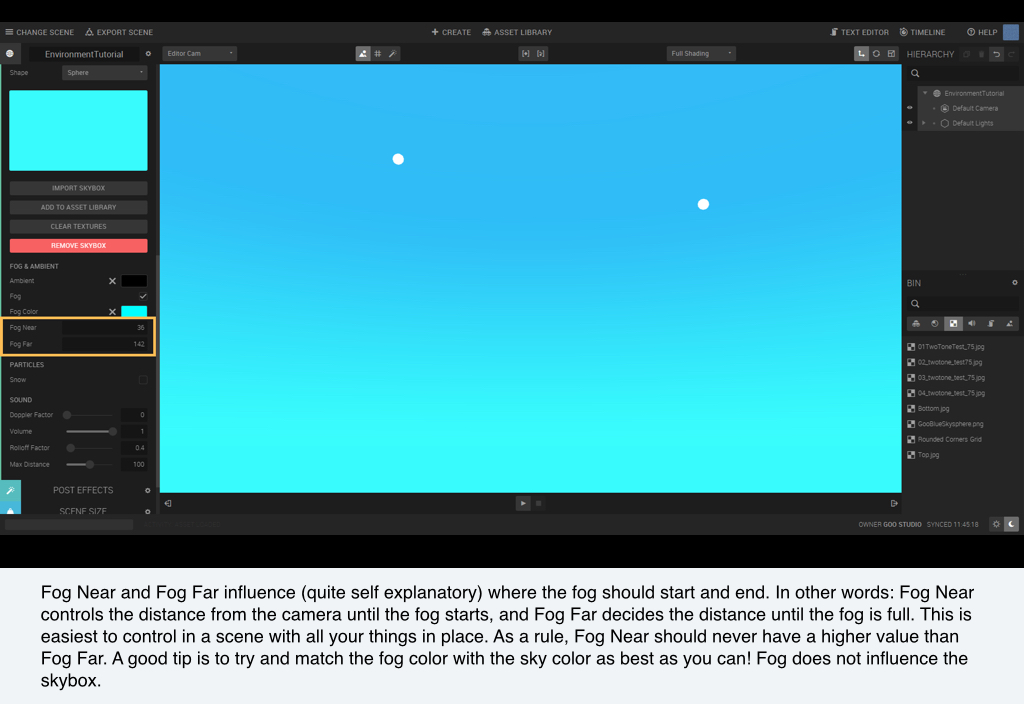 CHANGE SCENE EXPORT SCENE CREATE ASSET LIBRARY TEXT EDITOR TIMELINE HELP
EnvironmentTutorial Editor Cam Full Shading HIERARCHY
Shape Sphere
EnvironmentTutorial
Default Camera
Default Lights
IMPORT SKYBOX
ADD TO ASSET LIBRARY
CLEAR TEXTURES
REMOVE SKYBOX
FOG & AMBIENT
Ambient
Fog
Fog Color
Fog Near 36
Fog Far 142
PARTICLES
Snow
SOUND
Doppler Factor 0
Volume 1
Rolloff Factor 0.4
Max Distance 100
POST EFFECTS
SCENE SIZE
BIN
01TwoToneTest_75.jpg
02_twotone_test75.jpg
03_twotone_test_75.jpg
04_twotone_test_75.jpg
Bottom.jpg
GooBlueSkysphere.png
Rounded Corners Grid
Top.jpg
OWNER GOO STUDIO SYNCED 11:45:18
Fog Near and Fog Far influence (quite self explanatory) where the fog should start and end. In other words: Fog Near
controls the distance from the camera until the fog starts, and Fog Far decides the distance until the fog is full. This is
easiest to control in a scene with all your things in place. As a rule, Fog Near should never have a higher value than
Fog Far. A good tip is to try and match the fog color with the sky color as best as you can! Fog does not influence the
skybox.